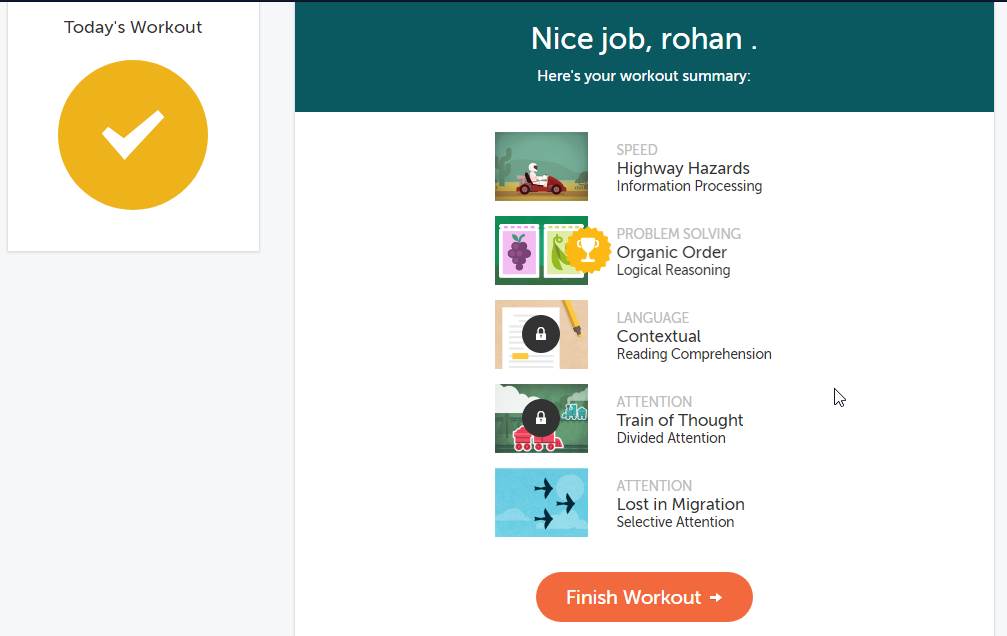 Today's Workout
Nice job, rohan .
Here's your workout summary:
SPEED
Highway Hazards
Information Processing
PROBLEM SOLVING
Organic Order
Logical Reasoning
LANGUAGE
Contextual
Reading Comprehension
ATTENTION
Train of Thought
Divided Attention
ATTENTION
Lost in Migration
Selective Attention
Finish Workout →